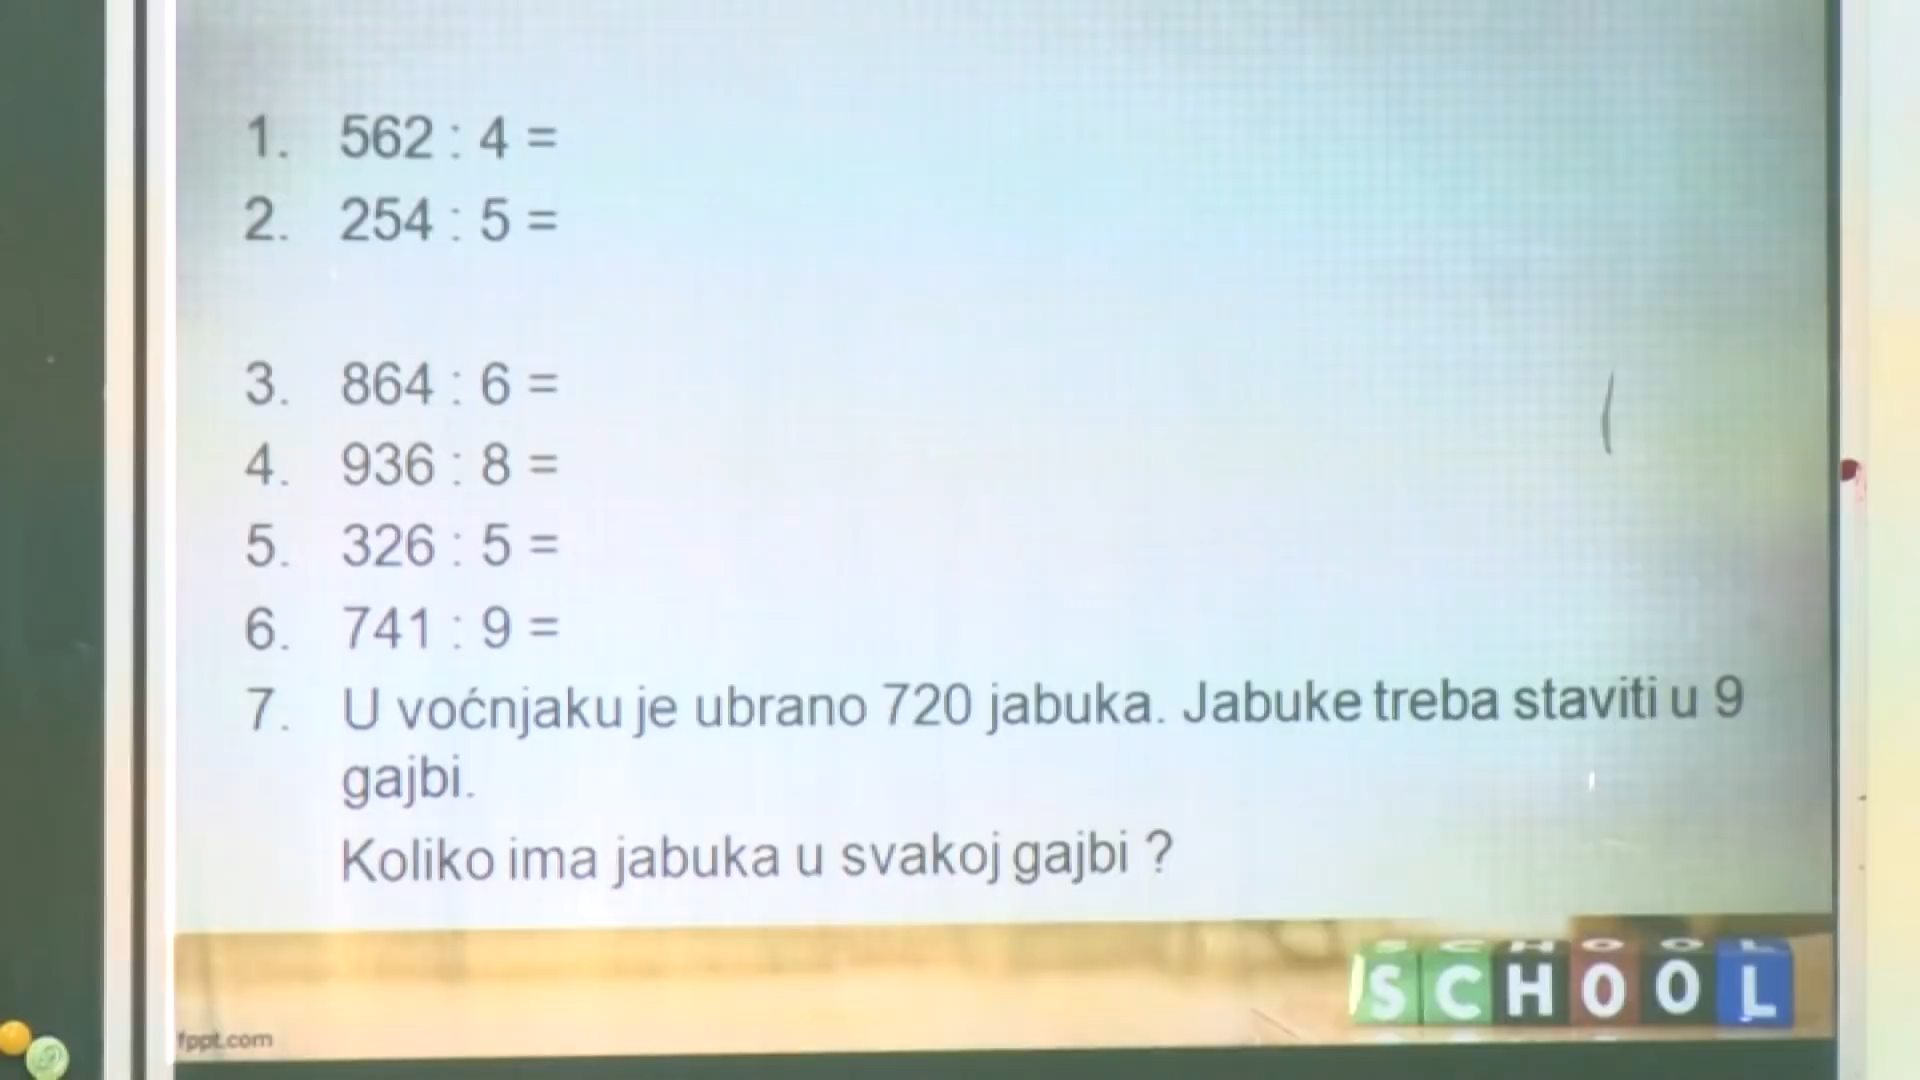 1. 562 : 4 =
2. 254 : 5 =
3. 864 : 6 =
4. 936 : 8 =
5. 326 : 5 =
6. 741 : 9 =
7. U voćnjaku je ubrano 720 jabuka. Jabuke treba staviti u 9
gajbi.
Koliko ima jabuka u svakoj gajbi ?
SCHOOL
fppt.com